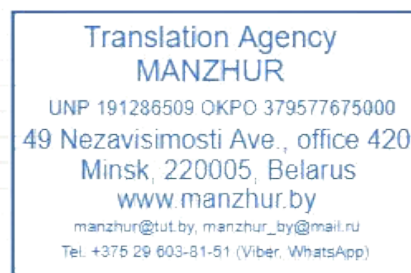 Translation Agency
MANZHUR
UNP 191286509 OKPO 379577675000
49 Nezavisimosti Ave., office 420
Minsk, 220005, Belarus
www.manzhur.by
manzhur@tut.by, manzhur_by@mail.ru
Tel. +375 29 603-81-51 (Viber, WhatsApp)